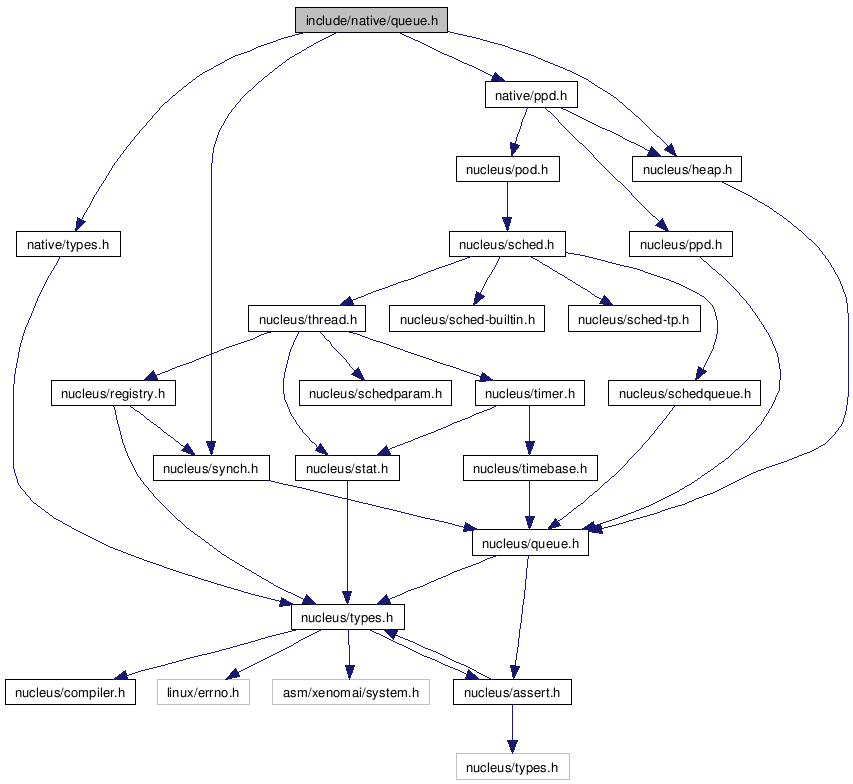 include/native/queue.h
native/ppd.h
nucleus/pod.h
nucleus/heap.h
native/types.h
nucleus/sched.h
nucleus/ppd.h
nucleus/thread.h
nucleus/sched-builtin.h
nucleus/sched-tp.h
nucleus/registry.h
nucleus/schedparam.h
nucleus/timer.h
nucleus/schedqueue.h
nucleus/synch.h
nucleus/stat.h
nucleus/timebase.h
nucleus/queue.h
nucleus/types.h
nucleus/compiler.h
linux/errno.h
asm/xenomai/system.h
nucleus/assert.h
nucleus/types.h